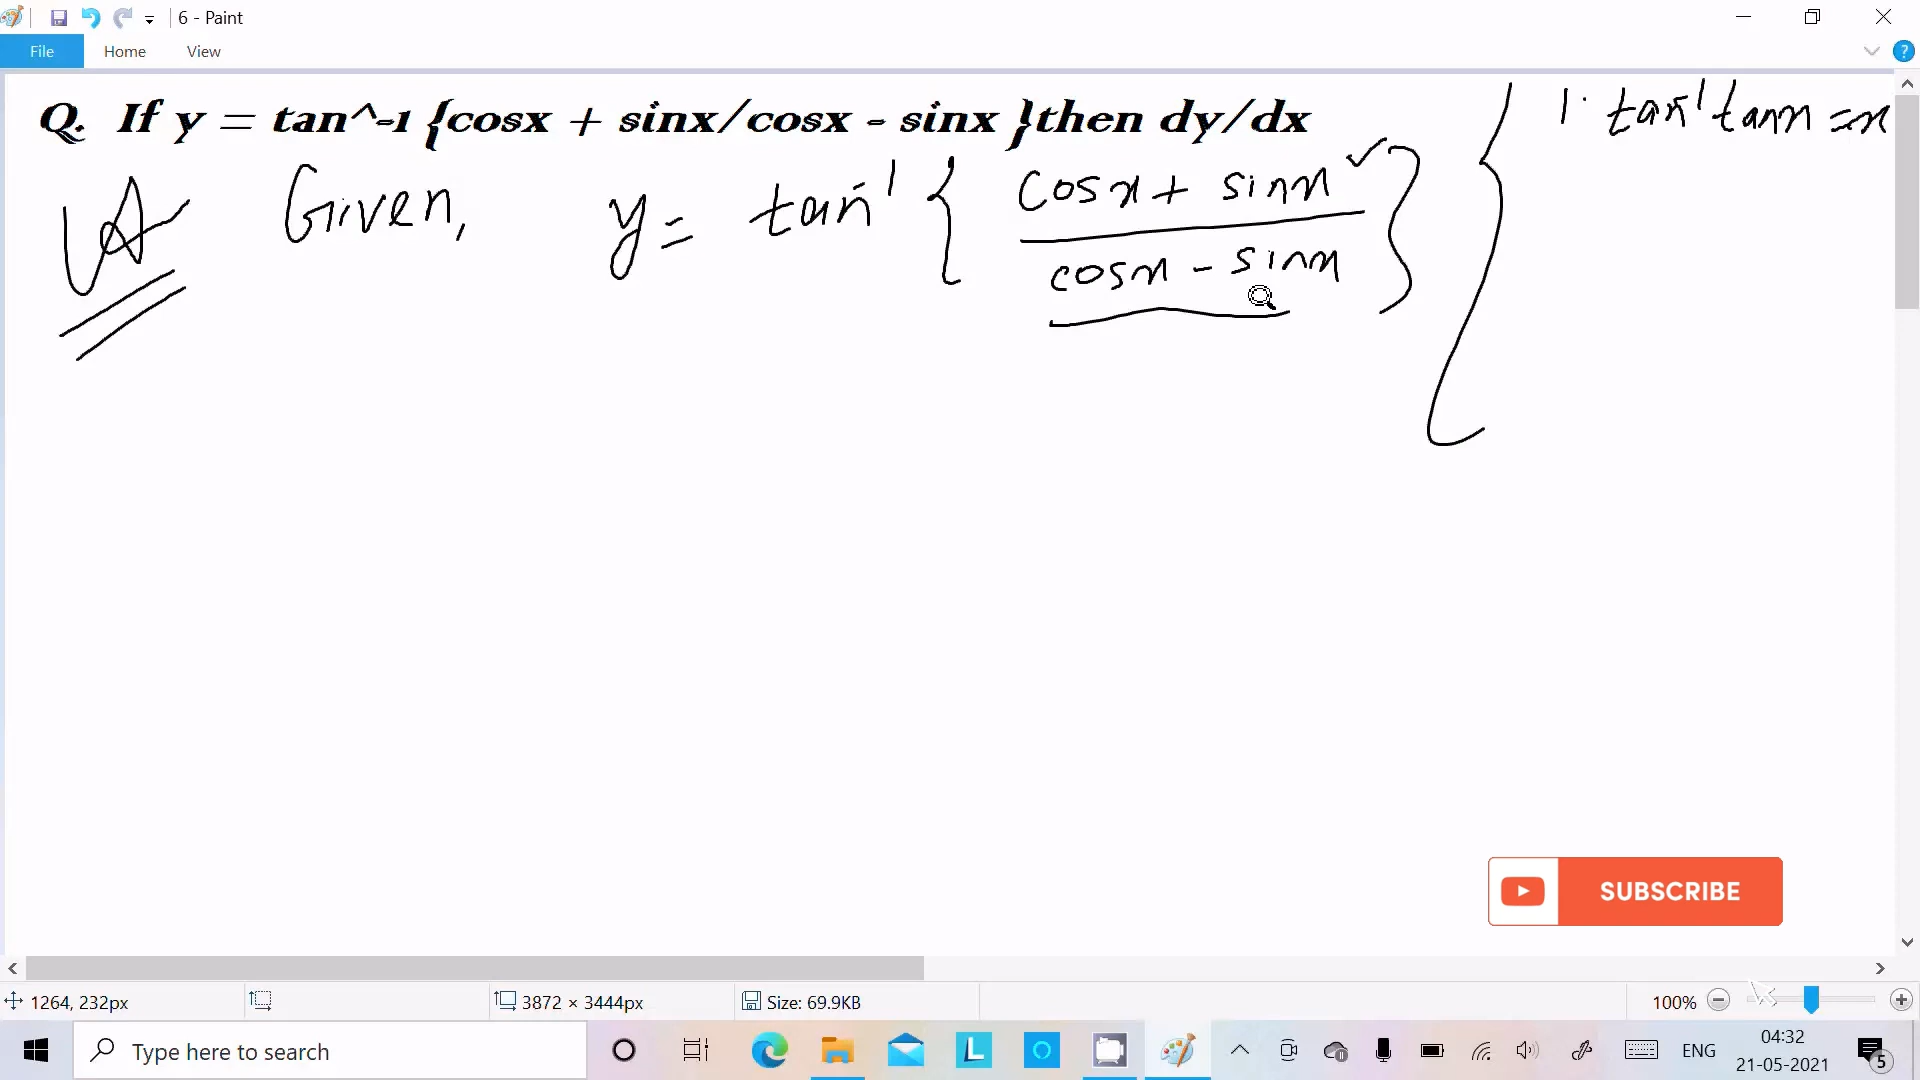 6 - Paint
File Home View
Q. If y = tan^-1 {cosx + sinx/cosx - sinx }then dy/dx
Given, y = tan⁻¹ { cosx + sinx ✓ / cosx - sinx }
1. tan⁻¹ tanx = x
SUBSCRIBE
1264, 232px 3872 × 3444px Size: 69.9KB 100%
Type here to search
L
ENG
04:32
21-05-2021
5